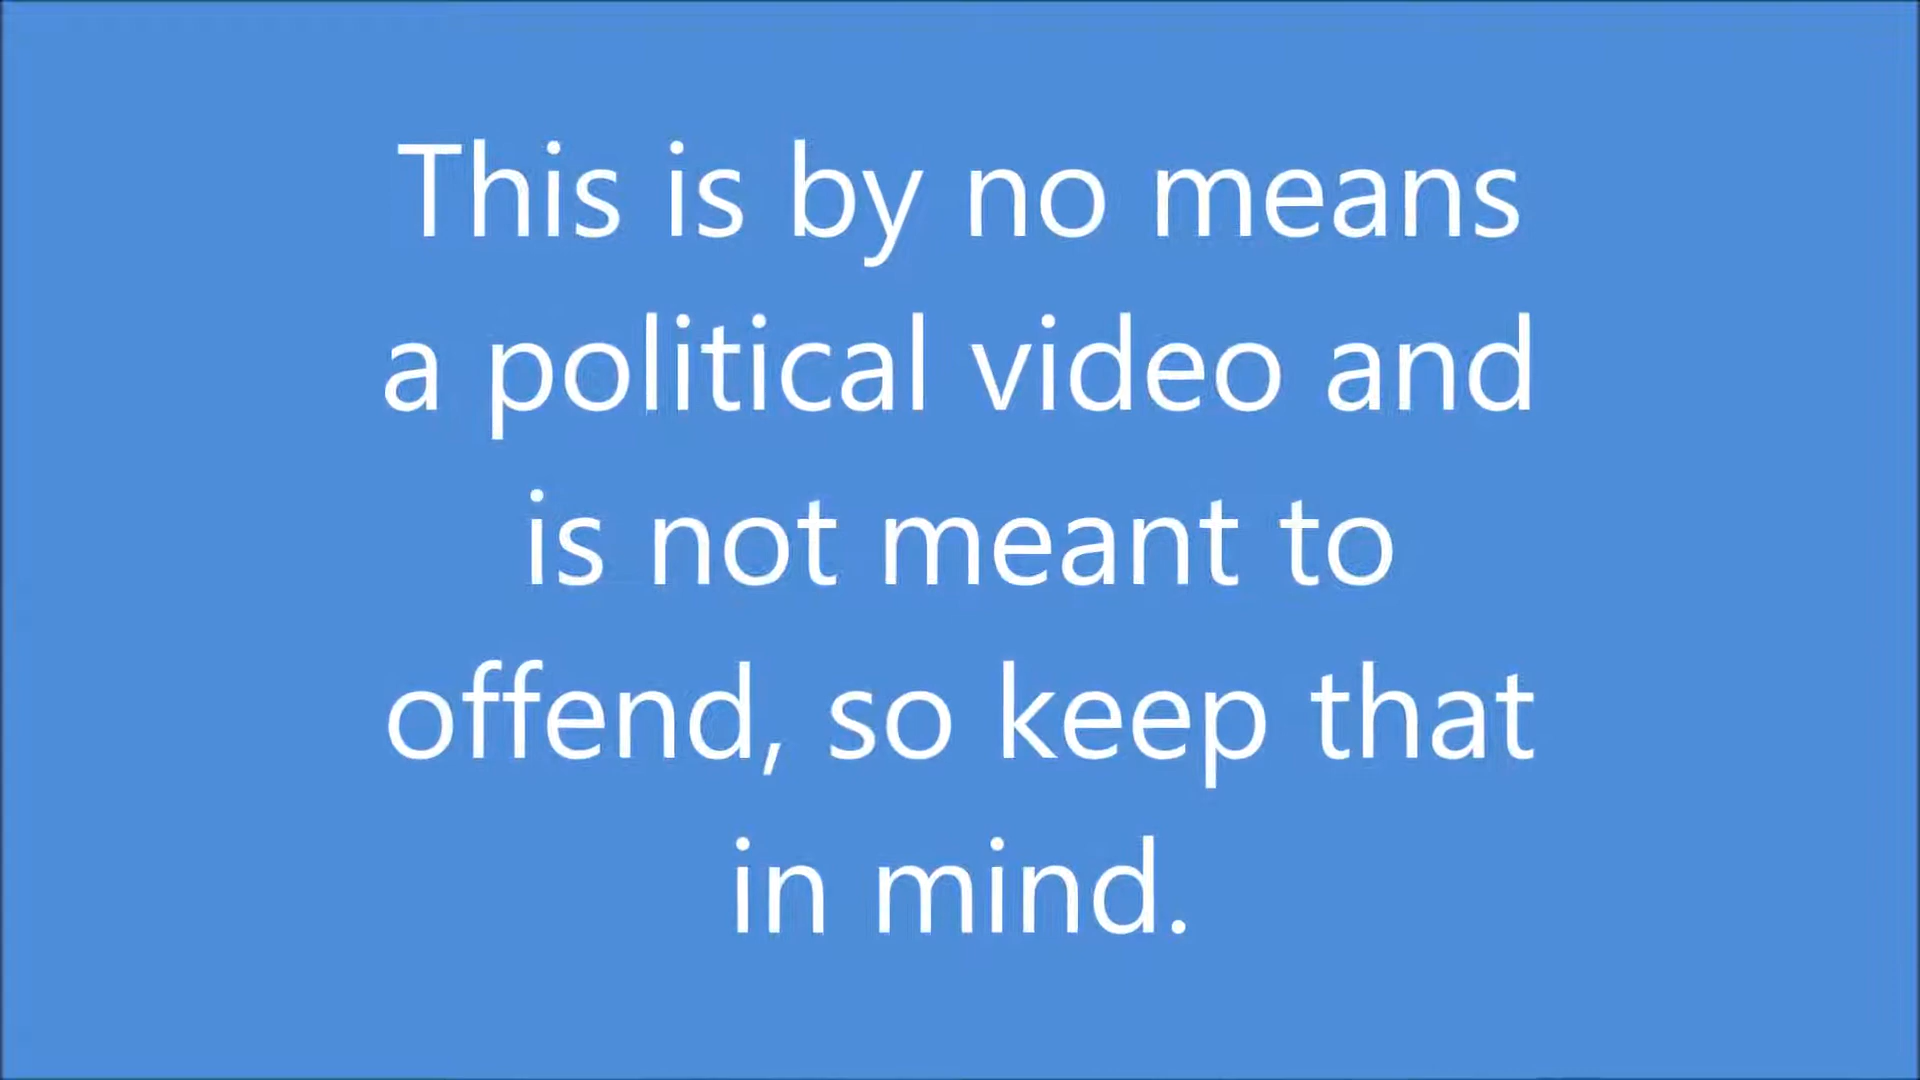 This is by no means
a political video and
is not meant to
offend, so keep that
in mind.